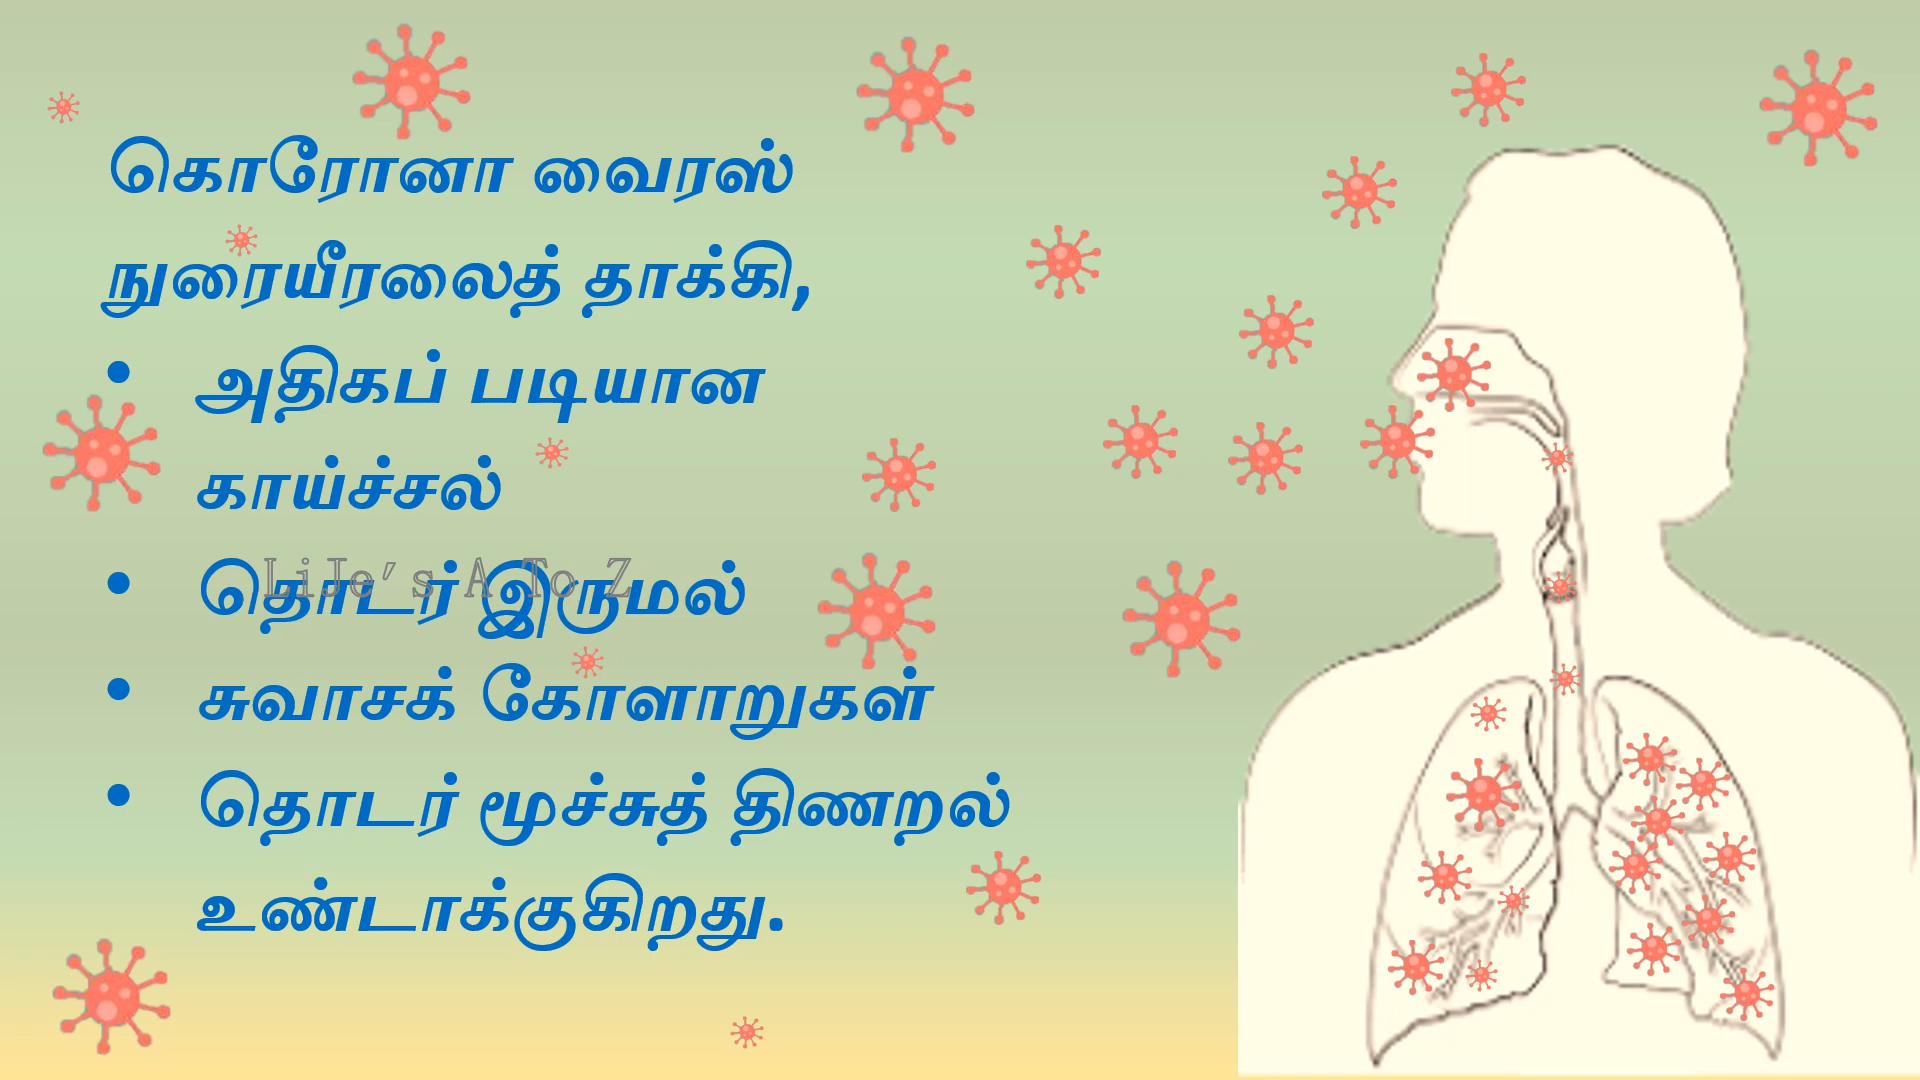 கொரோனா வைரஸ்
நுரையீரலைத் தாக்கி,
• அதிகப் படியான
காய்ச்சல்
• தொடர் இருமல்
LiJe's A To Z
• சுவாசக் கோளாறுகள்
• தொடர் மூச்சுத் திணறல்
உண்டாக்குகிறது.